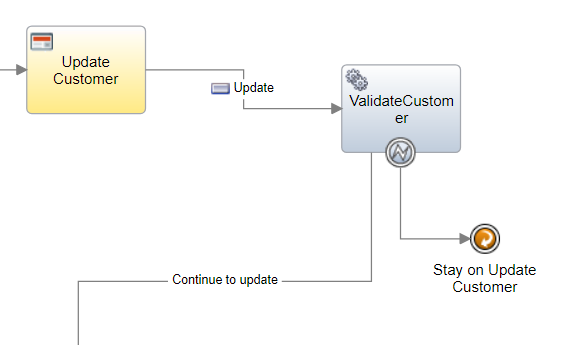 Update
Customer
Update
ValidateCustom
er
Continue to update
Stay on Update
Customer